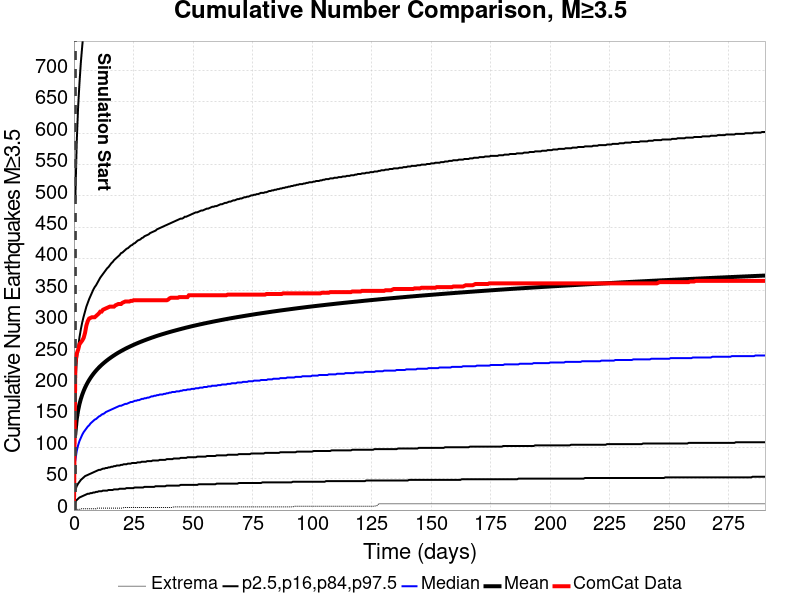 Cumulative Number Comparison, M≥3.5
Cumulative Num Earthquakes M≥3.5
700
650
600
550
500
450
400
350
300
250
200
150
100
50
0
Simulation Start
0 25 50 75 100 125 150 175 200 225 250 275
Time (days)
Extrema p2.5,p16,p84,p97.5 Median Mean ComCat Data